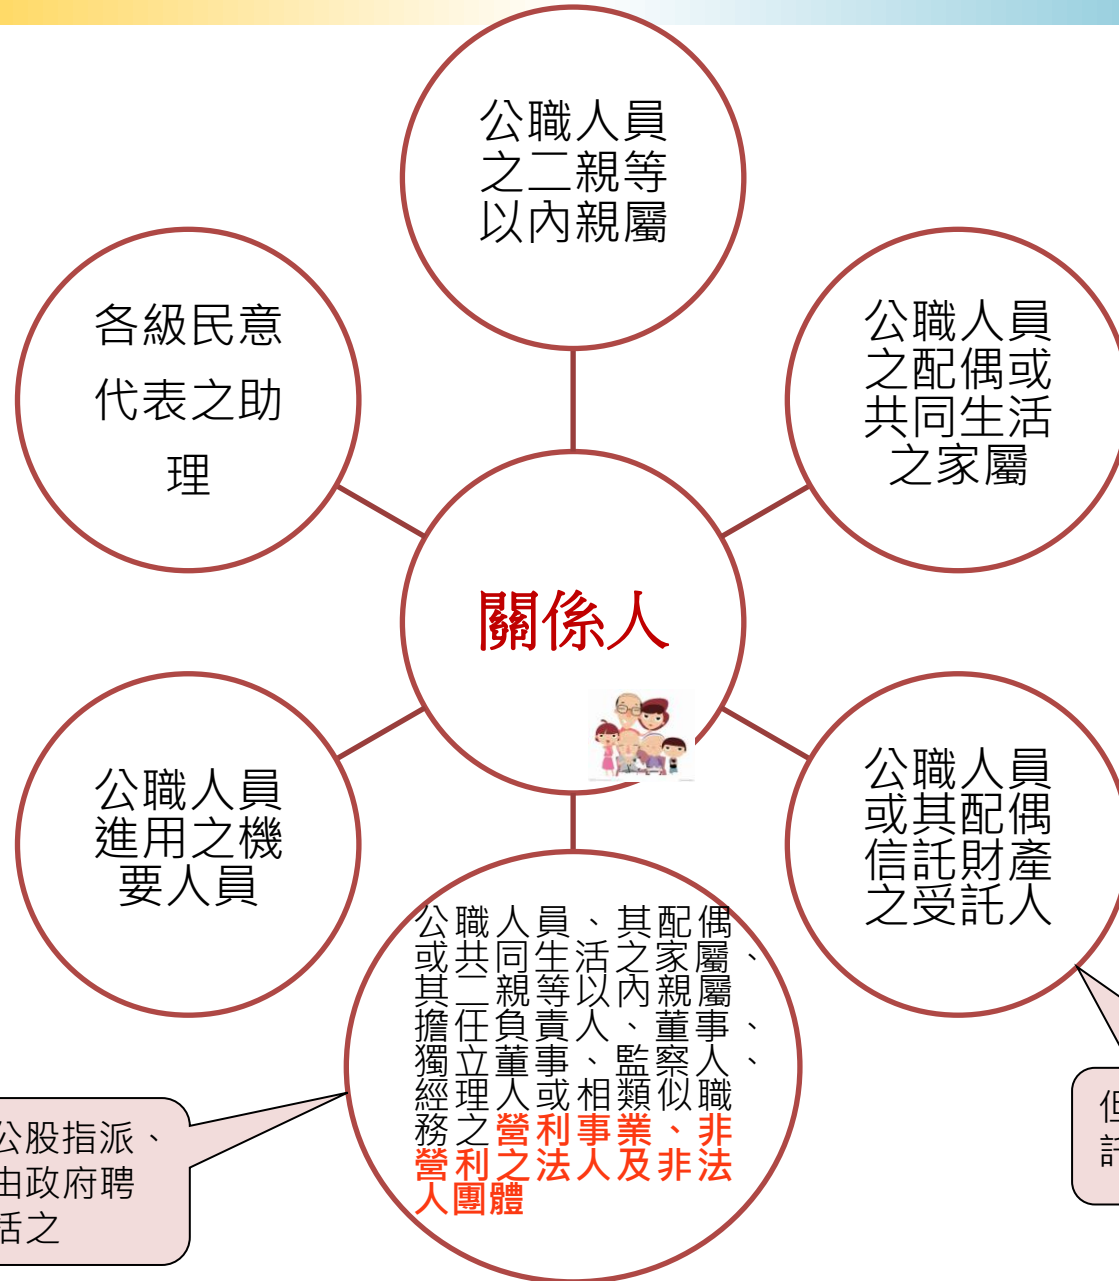 公職人員
之二親等
以內親屬
各級民意
代表之助
理
公職人員
之配偶或
共同生活
之家屬
關係人
公職人員
進用之機
要人員
公職人員
或其配偶
信託財產
之受託人
公職人員、其配偶
或共同生活之家屬、
其二親等以內親屬
擔任負責人、董事、
獨立董事、監察人、
經理人或相類似職
務之營利事業、非
營利之法人及非法
人團體
公股指派、
由政府聘
括之
但
託